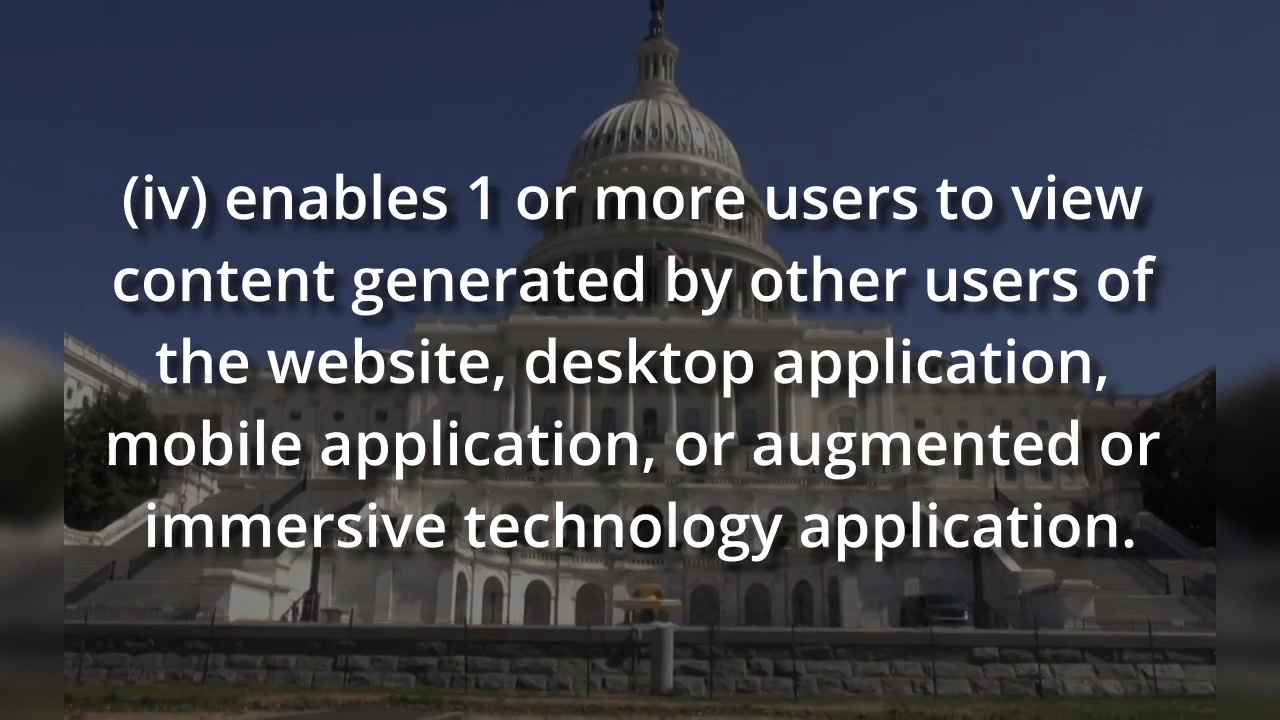 (iv) enables 1 or more users to view
content generated by other users of
the website, desktop application,
mobile application, or augmented or
immersive technology application.